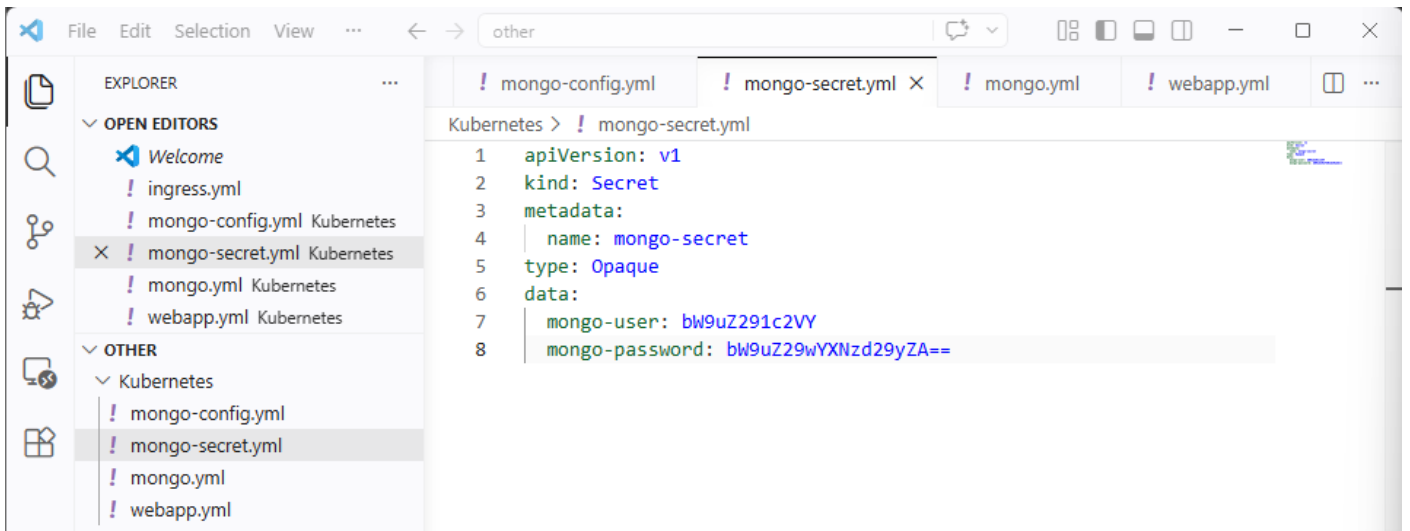 File Edit Selection View ··· ← → other
EXPLORER ···
OPEN EDITORS
Welcome
! ingress.yml
! mongo-config.yml Kubernetes
! mongo-secret.yml Kubernetes
! mongo.yml Kubernetes
! webapp.yml Kubernetes
OTHER
Kubernetes
! mongo-config.yml
! mongo-secret.yml
! mongo.yml
! webapp.yml
! mongo-config.yml ! mongo-secret.yml ! mongo.yml ! webapp.yml ···
Kubernetes > ! mongo-secret.yml
1 apiVersion: v1
2 kind: Secret
3 metadata:
4 name: mongo-secret
5 type: Opaque
6 data:
7 mongo-user: bW9uZ291c2VY
8 mongo-password: bW9uZ29wYXNzd29yZA==